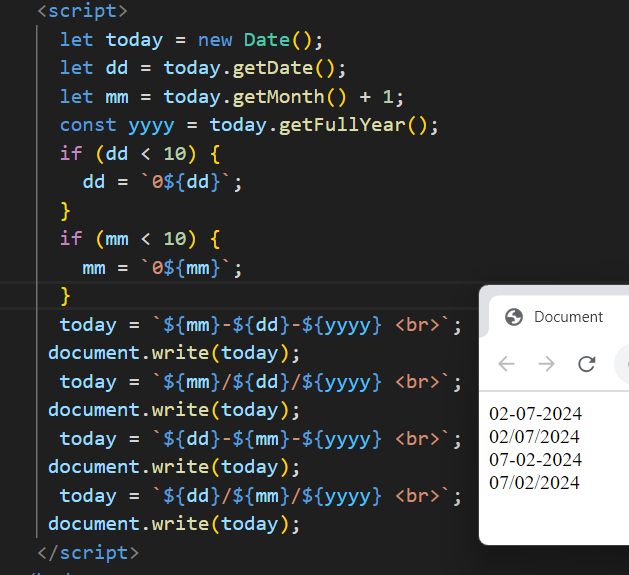 <script>
let today = new Date();
let dd = today.getDate();
let mm = today.getMonth() + 1;
const yyyy = today.getFullYear();
if (dd < 10) {
dd = `0${dd}`;
}
if (mm < 10) {
mm = `0${mm}`;
}
today = `${mm}-${dd}-${yyyy} <br>`;
document.write(today);
today = `${mm}/${dd}/${yyyy} <br>`;
document.write(today);
today = `${dd}-${mm}-${yyyy} <br>`;
document.write(today);
today = `${dd}/${mm}/${yyyy} <br>`;
document.write(today);
</script>
Document
02-07-2024
02/07/2024
07-02-2024
07/02/2024